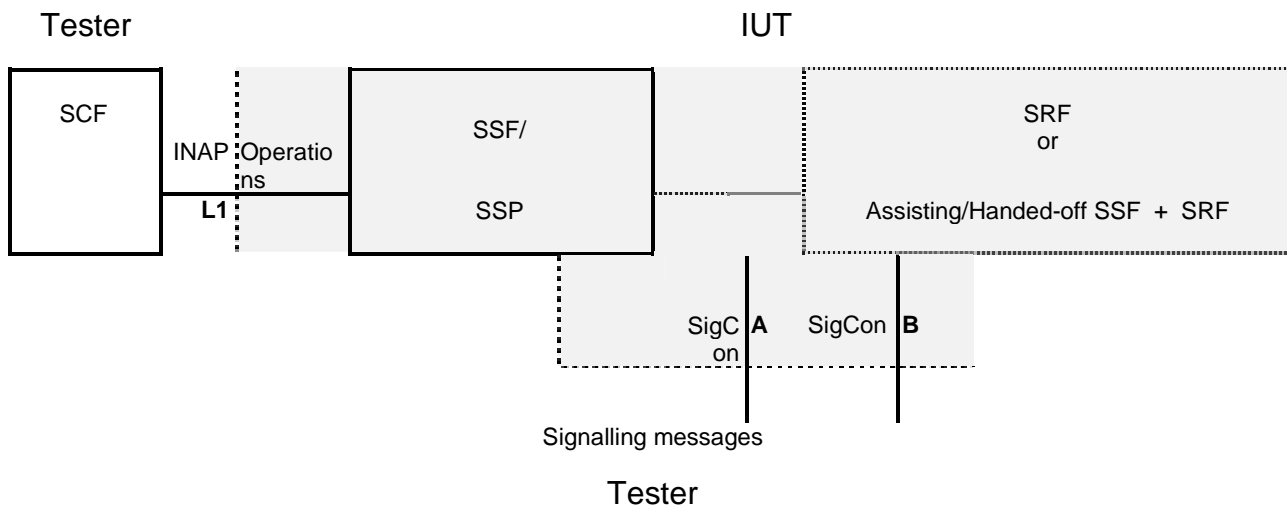 Tester
IUT
SCF
SSF/
SRF
or
INAP Operatio
ns
L1
SSP
Assisting/Handed-off SSF + SRF
SigC A
on
SigCon B
Signalling messages
Tester